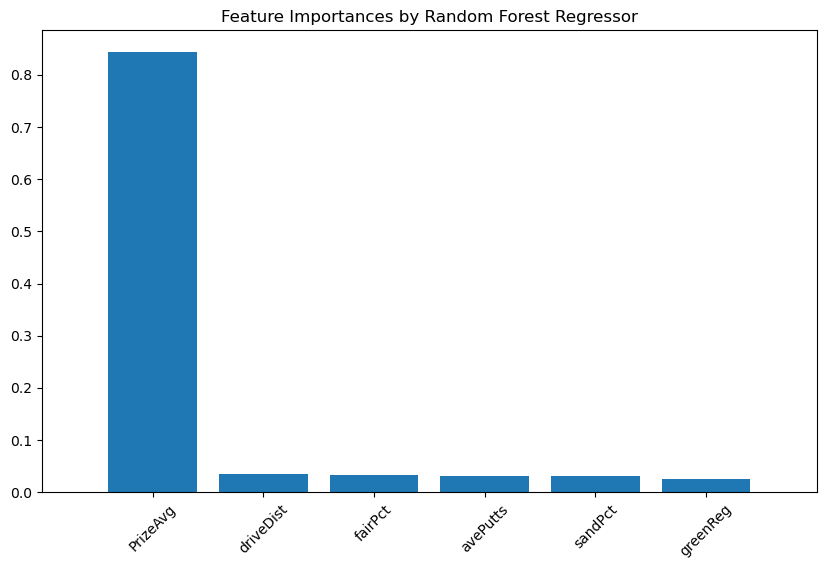 Feature Importances by Random Forest Regressor
0.8
0.7
0.6
0.5
0.4
0.3
0.2
0.1
0.0
PrizeAvg
driveDist
fairPct
avePutts
sandPct
greenReg